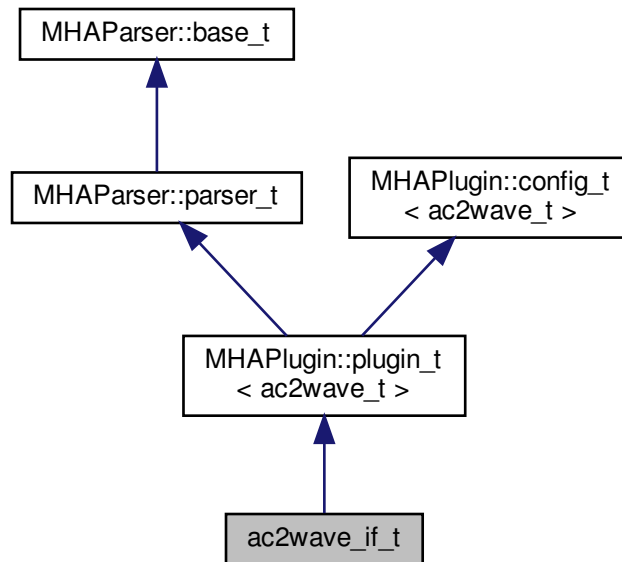 MHAParser::base_t
MHAParser::parser_t
MHAPlugin::config_t
< ac2wave_t >
MHAPlugin::plugin_t
< ac2wave_t >
ac2wave_if_t